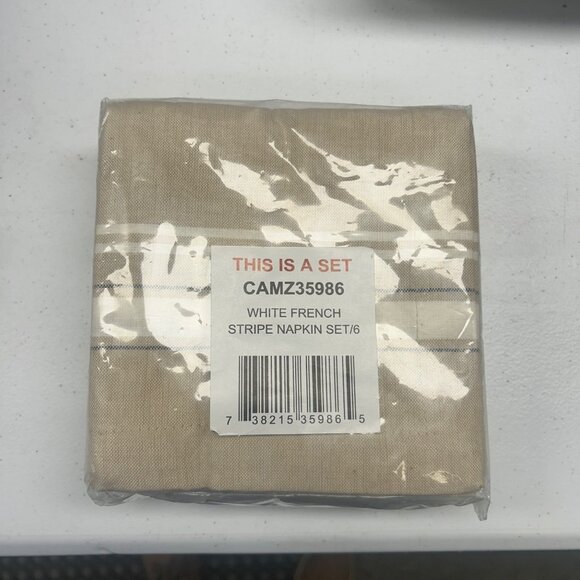 THIS IS A SET
CAMZ35986
WHITE FRENCH
STRIPE NAPKIN SET/6
7 38215 35986 5